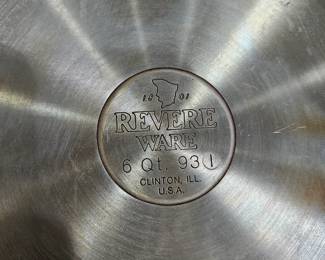 1801
REVERE
WARE
6 Qt. 93 I
CLINTON, ILL.
U.S.A.